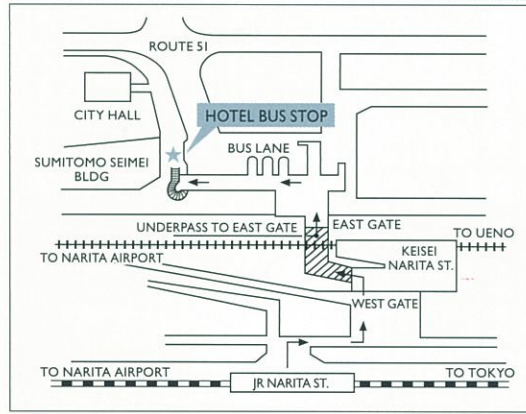 ROUTE 51
CITY HALL
HOTEL BUS STOP
BUS LANE
SUMITOMO SEIMEI
BLDG
UNDERPASS TO EAST GATE
EAST GATE
TO UENO
TO NARITA AIRPORT
KEISEI
NARITA ST.
WEST GATE
TO NARITA AIRPORT
TO TOKYO
JR NARITA ST.